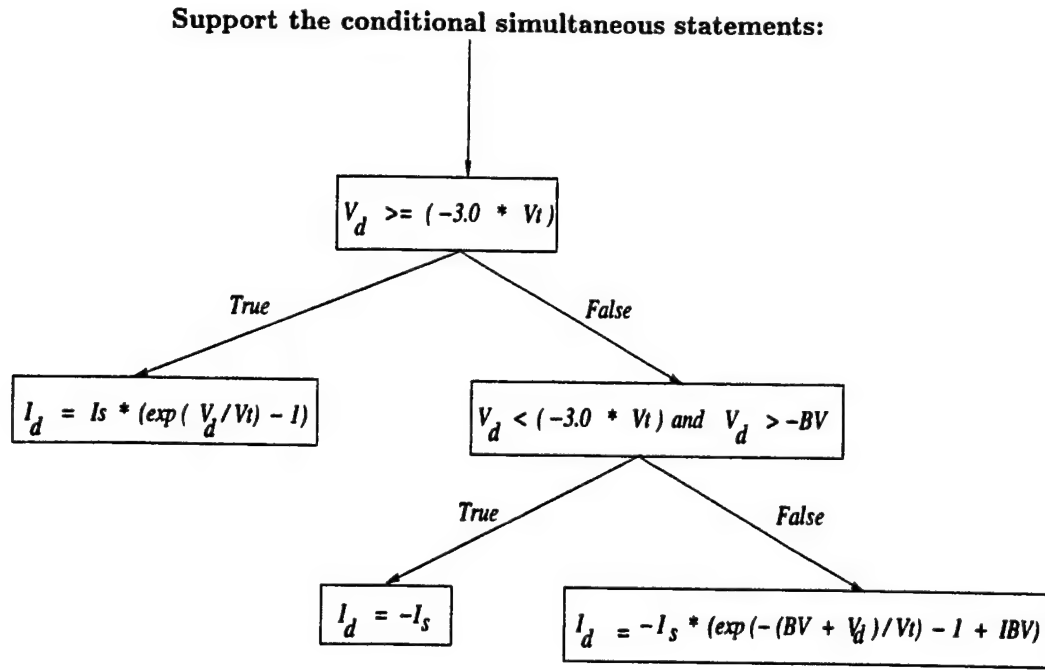 Support the conditional simultaneous statements:
V_d >= (-3.0 * Vt)
True
False
I_d = Is * (exp( V_d/Vt) - 1)
V_d < (-3.0 * Vt) and V_d > -BV
True
False
I_d = -I_s
I_d = -I_s * (exp(-(BV + V_d)/Vt) - 1 + IBV)